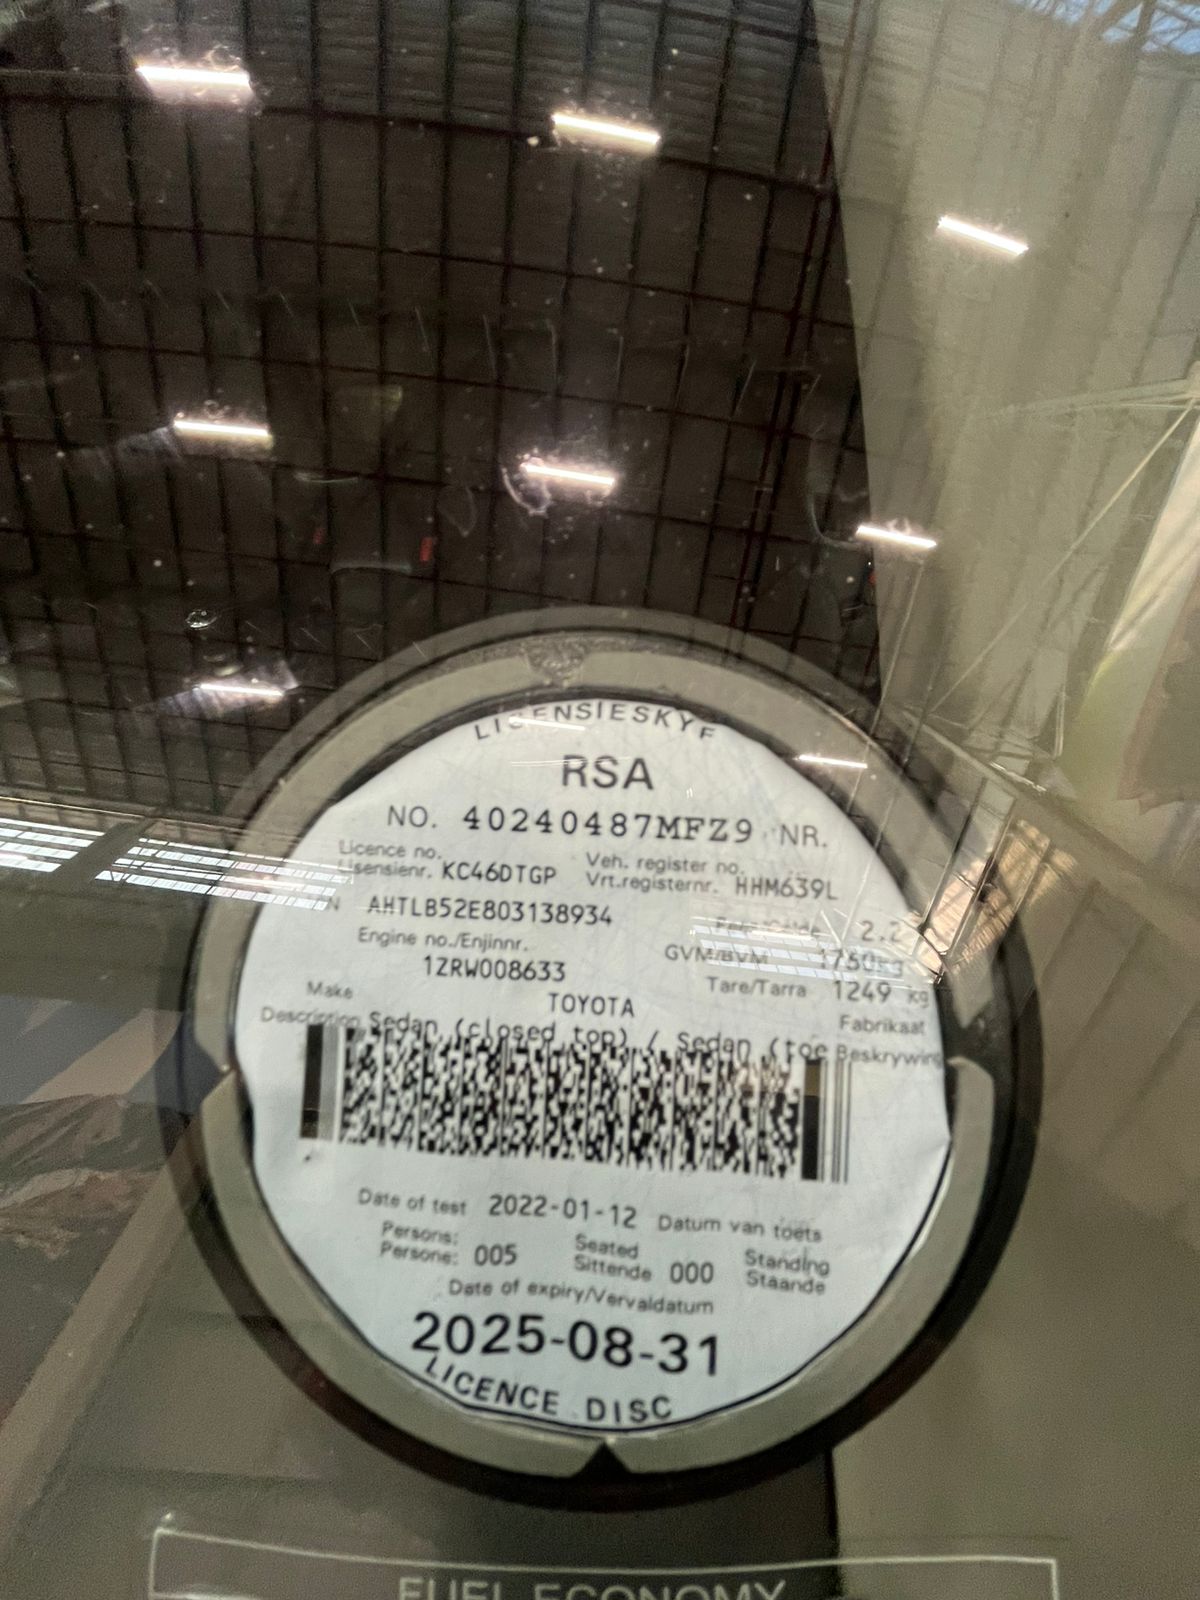 LISENSIESKYF
RSA
NO. 40240487MFZ9 NR.
Licence no. Veh. register no.
Lisensienr. KC46DTGP Vrt.registernr. HHM639L
AHTLB52E803138934 2.2
Engine no./Enjinnr. GVM/BVM 1760kg
1ZRW008633 Tare/Tarra 1249 kg
Make TOYOTA Fabrikaat
Description Sedan (closed top) / Sedan (toe Beskrywing
Date of test 2022-01-12 Datum van toets
Persons: Seated Standing
Persone: 005 Sittende 000 Staande
Date of expiry/Vervaldatum
2025-08-31
LICENCE DISC
FUEL ECONOMY